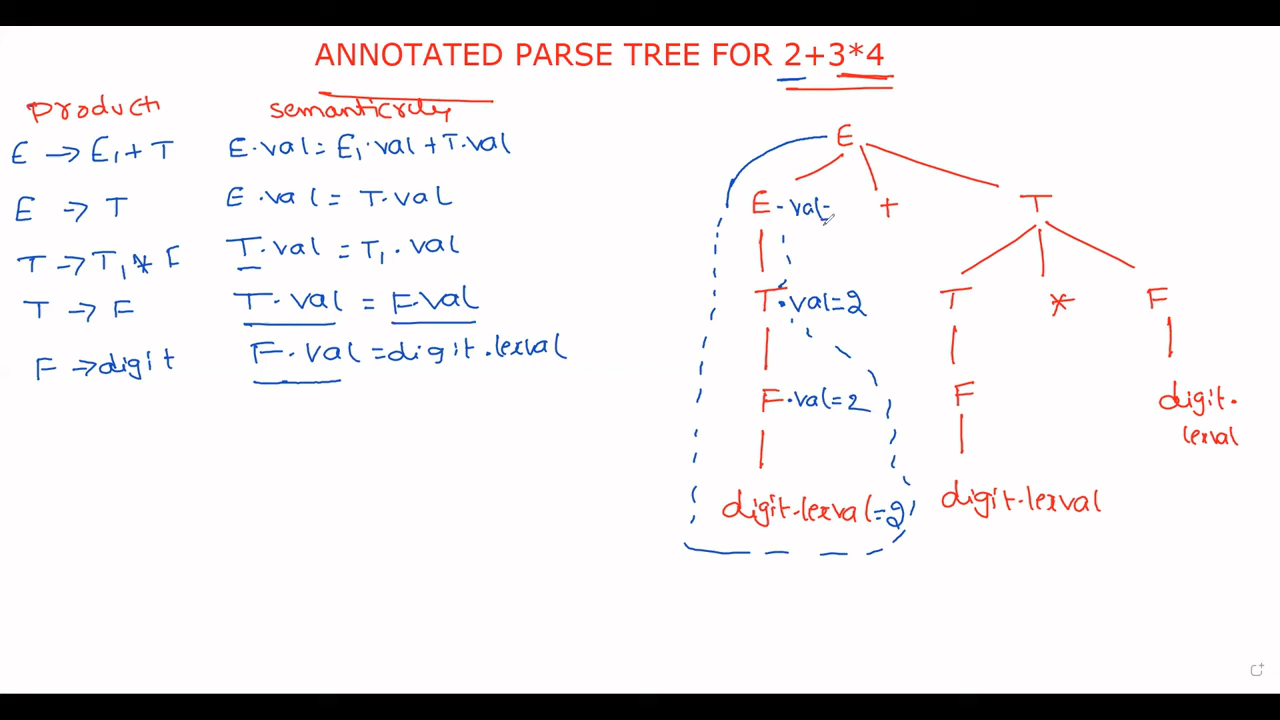 ANNOTATED PARSE TREE FOR 2+3*4
product semanticrules
E → E₁ + T E.val = E₁.val + T.val
E → T E.val = T.val
T → T₁ * F T.val = T₁.val
T → F T.val = F.val
F → digit F.val = digit.lexval
E
E.val= + T
T.val=2 T * F
F.val=2 F digit.
lexval
digit.lexval=2 digit.lexval